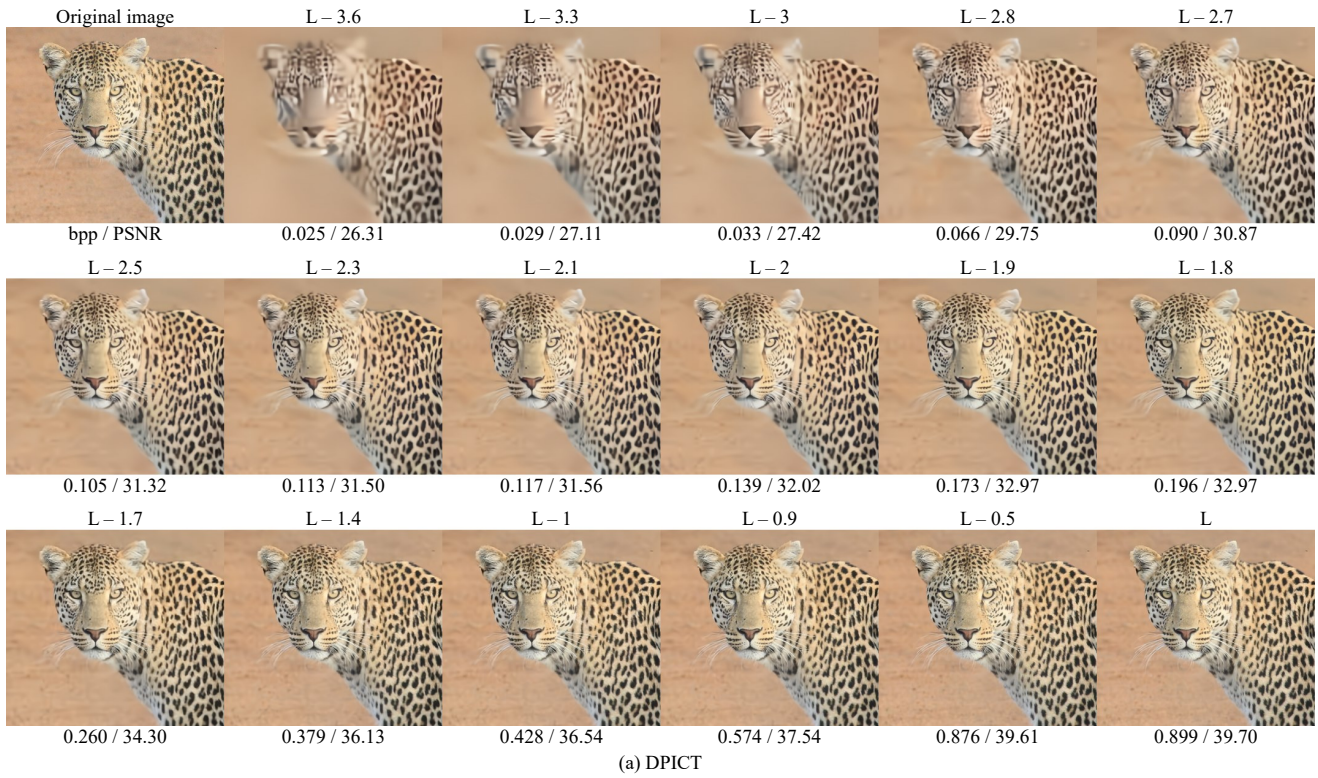 Original image L – 3.6 L – 3.3 L – 3 L – 2.8 L – 2.7
bpp / PSNR 0.025 / 26.31 0.029 / 27.11 0.033 / 27.42 0.066 / 29.75 0.090 / 30.87
L – 2.5 L – 2.3 L – 2.1 L – 2 L – 1.9 L – 1.8
0.105 / 31.32 0.113 / 31.50 0.117 / 31.56 0.139 / 32.02 0.173 / 32.97 0.196 / 32.97
L – 1.7 L – 1.4 L – 1 L – 0.9 L – 0.5 L
0.260 / 34.30 0.379 / 36.13 0.428 / 36.54 0.574 / 37.54 0.876 / 39.61 0.899 / 39.70
(a) DPICT